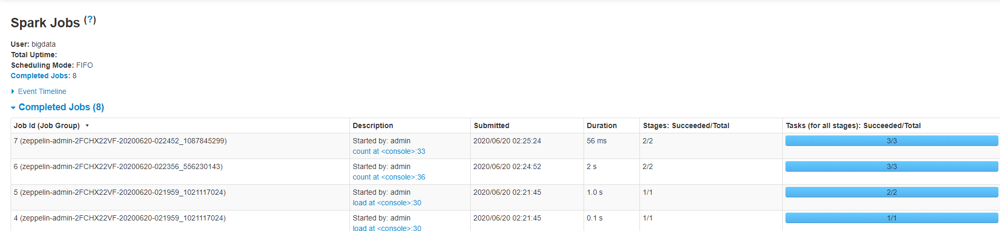 Spark Jobs (?)
User: bigdata
Total Uptime:
Scheduling Mode: FIFO
Completed Jobs: 8
Event Timeline
Completed Jobs (8)
Job Id (Job Group) Description Submitted Duration Stages: Succeeded/Total Tasks (for all stages): Succeeded/Total
7 (zeppelin-admin-2FCHX22VF-20200620-022452_1087845299) Started by: admin 2020/06/20 02:25:24 56 ms 2/2 3/3
count at <console>:33
6 (zeppelin-admin-2FCHX22VF-20200620-022356_556230143) Started by: admin 2020/06/20 02:24:52 2 s 2/2 3/3
count at <console>:36
5 (zeppelin-admin-2FCHX22VF-20200620-021959_1021117024) Started by: admin 2020/06/20 02:21:45 1.0 s 1/1 2/2
load at <console>:30
4 (zeppelin-admin-2FCHX22VF-20200620-021959_1021117024) Started by: admin 2020/06/20 02:21:45 0.1 s 1/1 1/1
load at <console>:30